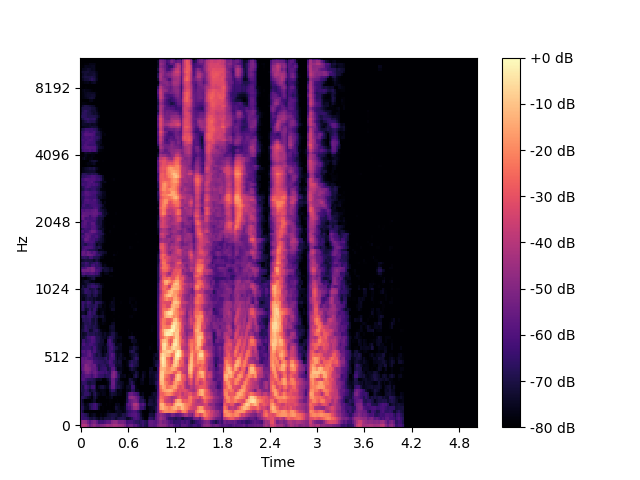 +0 dB
8192
-10 dB
4096
-20 dB
-30 dB
2048
Hz
-40 dB
1024
-50 dB
512
-60 dB
-70 dB
0
-80 dB
0 0.6 1.2 1.8 2.4 3 3.6 4.2 4.8
Time